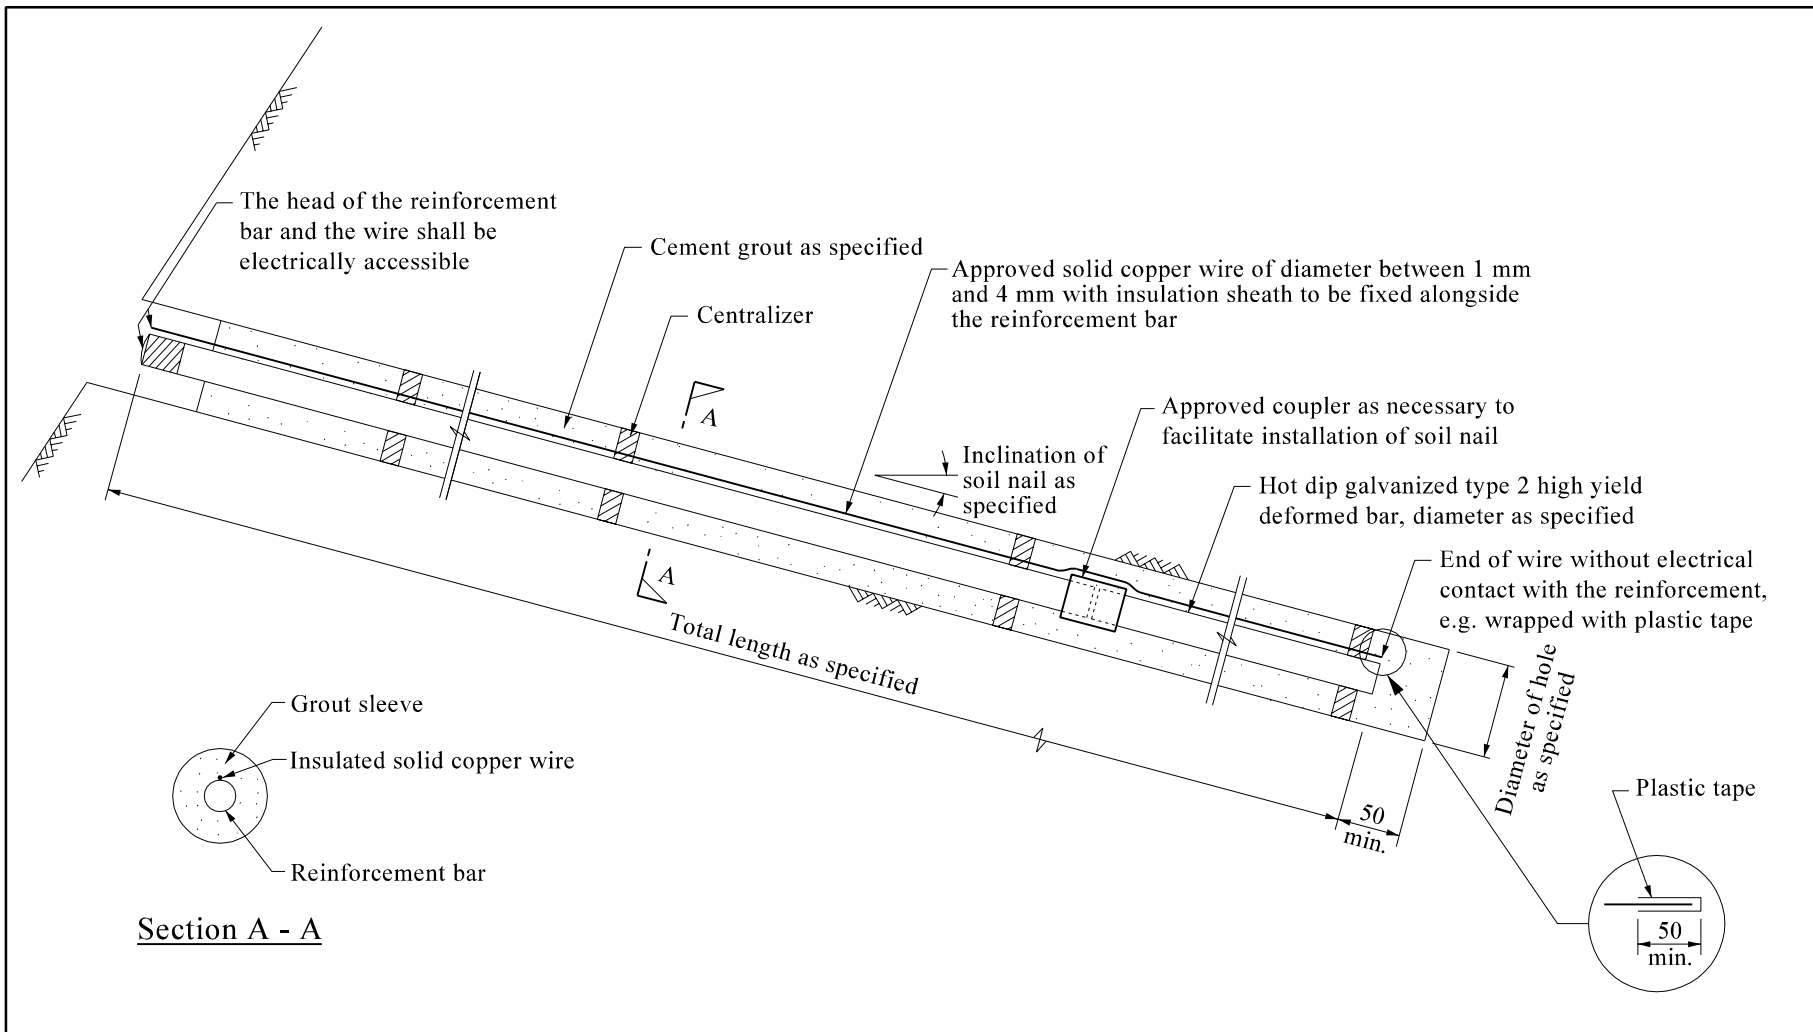 The head of the reinforcement
bar and the wire shall be
electrically accessible
Cement grout as specified
Centralizer
Approved solid copper wire of diameter between 1 mm
and 4 mm with insulation sheath to be fixed alongside
the reinforcement bar
A
Approved coupler as necessary to
facilitate installation of soil nail
Inclination of
soil nail as
specified
Hot dip galvanized type 2 high yield
deformed bar, diameter as specified
End of wire without electrical
contact with the reinforcement,
e.g. wrapped with plastic tape
A
Total length as specified
Diameter of hole
as specified
50
min.
Grout sleeve
Insulated solid copper wire
Reinforcement bar
Section A - A
Plastic tape
50
min.